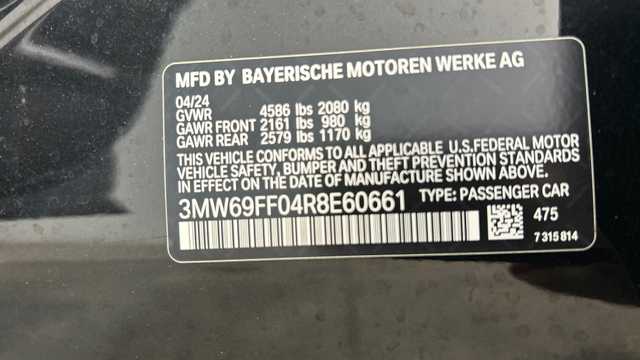 MFD BY BAYERISCHE MOTOREN WERKE AG
04/24
GVWR 4586 lbs 2080 kg
GAWR FRONT 2161 lbs 980 kg
GAWR REAR 2579 lbs 1170 kg
THIS VEHICLE CONFORMS TO ALL APPLICABLE U.S.FEDERAL MOTOR
VEHICLE SAFETY, BUMPER AND THEFT PREVENTION STANDARDS
IN EFFECT ON THE DATE OF MANUFACTURE SHOWN ABOVE.
3MW69FF04R8E60661 TYPE: PASSENGER CAR
475
7 315 814